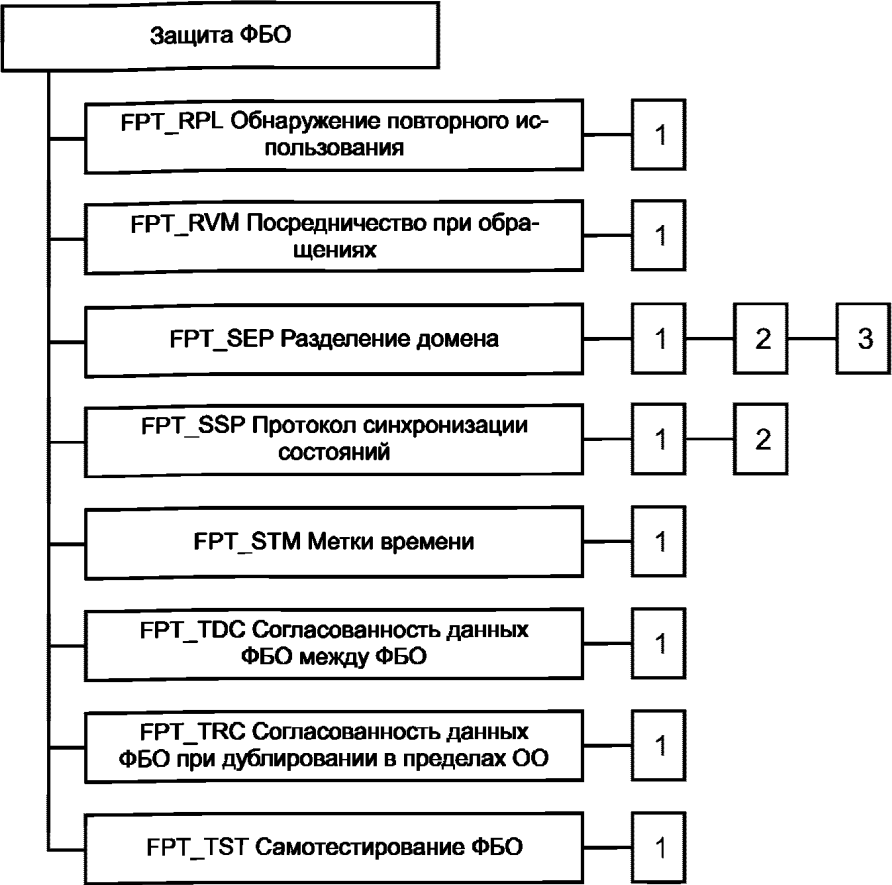 Защита ФБО
FPT_RPL Обнаружение повторного ис-
пользования
1
FPT_RVM Посредничество при обра-
щениях
1
FPT_SEP Разделение домена
1
2
3
FPT_SSP Протокол синхронизации
состояний
1
2
FPT_STM Метки времени
1
FPT_TDC Согласованность данных
ФБО между ФБО
1
FPT_TRC Согласованность данных
ФБО при дублировании в пределах ОО
1
FPT_TST Самотестирование ФБО
1